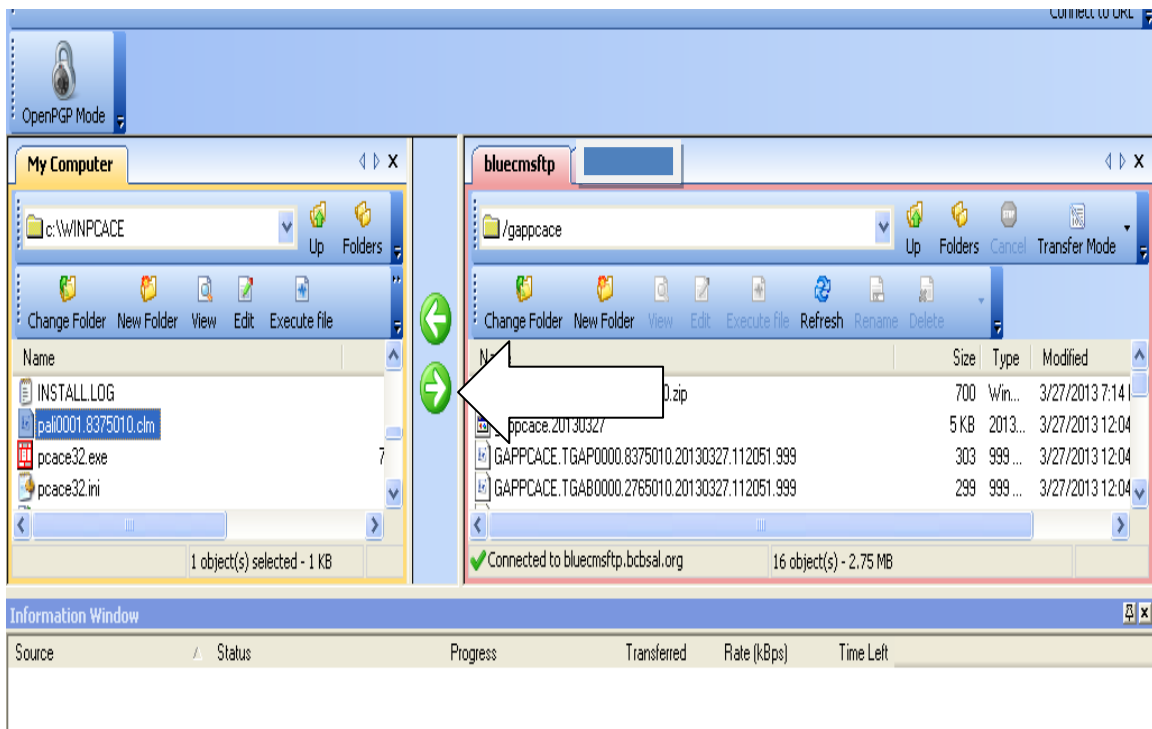 Connect to URL
OpenPGP Mode
My Computer
bluecmsftp
c:\WINPCACE
Up
Folders
/gappcace
Up
Folders
Cancel
Transfer Mode
Change Folder
New Folder
View
Edit
Execute file
Change Folder
New Folder
View
Edit
Execute file
Refresh
Rename
Delete
Name
Size
Type
Modified
INSTALL.LOG
0.zip 700 Win... 3/27/2013 7:14
pali0001.8375010.clm
5 KB 2013... 3/27/2013 12:04
pcace32.exe 7
GAPPCACE.TGAP0000.8375010.20130327.112051.999 303 999 ... 3/27/2013 12:04
pcace32.ini
GAPPCACE.TGAB0000.2765010.20130327.112051.999 299 999 ... 3/27/2013 12:04
1 object(s) selected - 1 KB
Connected to bluecmsftp.bcbsal.org
16 object(s) - 2.75 MB
Information Window
Source
Status
Progress
Transferred
Rate (kBps)
Time Left